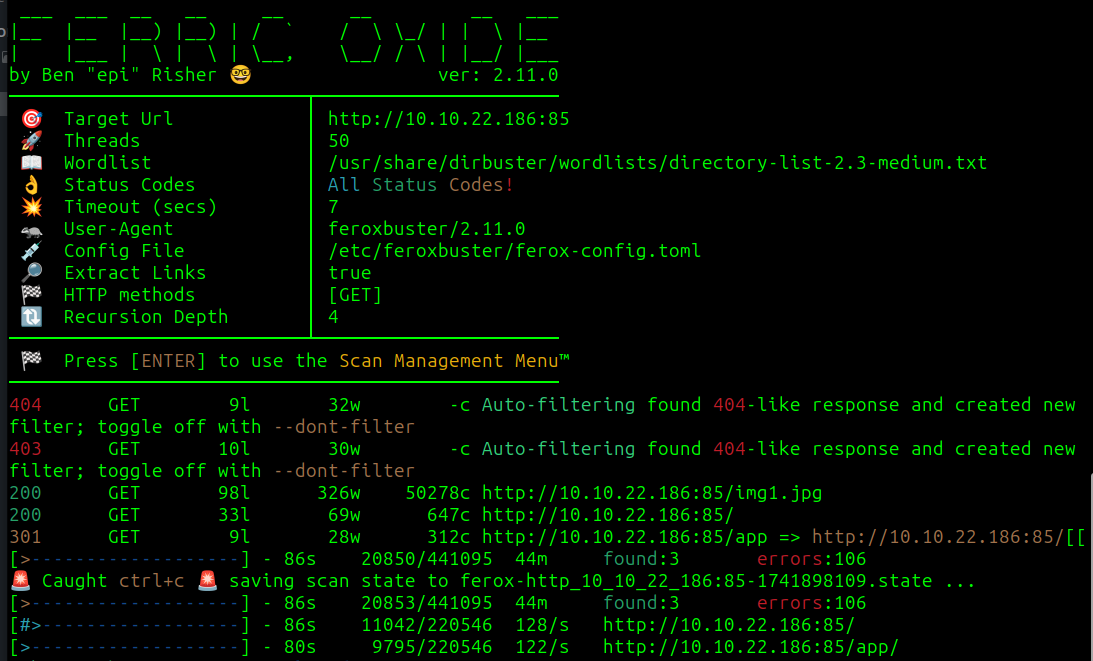 FERRIC OXIDE
by Ben "epi" Risher 🤓 ver: 2.11.0
🎯 Target Url │ http://10.10.22.186:85
🚀 Threads │ 50
📖 Wordlist │ /usr/share/dirbuster/wordlists/directory-list-2.3-medium.txt
👌 Status Codes │ All Status Codes!
💥 Timeout (secs) │ 7
🦡 User-Agent │ feroxbuster/2.11.0
💉 Config File │ /etc/feroxbuster/ferox-config.toml
🔎 Extract Links │ true
🏁 HTTP methods │ [GET]
🔃 Recursion Depth │ 4
🏁 Press [ENTER] to use the Scan Management Menu™
404 GET 9l 32w -c Auto-filtering found 404-like response and created new
filter; toggle off with --dont-filter
403 GET 10l 30w -c Auto-filtering found 404-like response and created new
filter; toggle off with --dont-filter
200 GET 98l 326w 50278c http://10.10.22.186:85/img1.jpg
200 GET 33l 69w 647c http://10.10.22.186:85/
301 GET 9l 28w 312c http://10.10.22.186:85/app => http://10.10.22.186:85/[[
[>-------------------] - 86s 20850/441095 44m found:3 errors:106
🚨 Caught ctrl+c 🚨 saving scan state to ferox-http_10_10_22_186:85-1741898109.state ...
[>-------------------] - 86s 20853/441095 44m found:3 errors:106
[#>------------------] - 86s 11042/220546 128/s http://10.10.22.186:85/
[>-------------------] - 80s 9795/220546 122/s http://10.10.22.186:85/app/